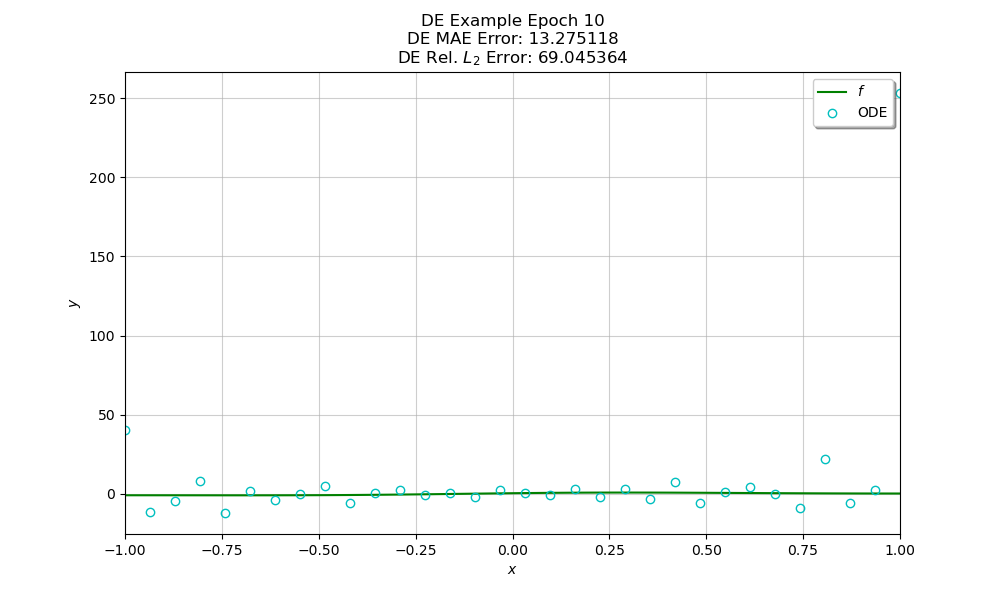 DE Example Epoch 10
DE MAE Error: 13.275118
DE Rel. $L_2$ Error: 69.045364
f
ODE
250
200
150
100
50
0
y
−1.00 −0.75 −0.50 −0.25 0.00 0.25 0.50 0.75 1.00
x